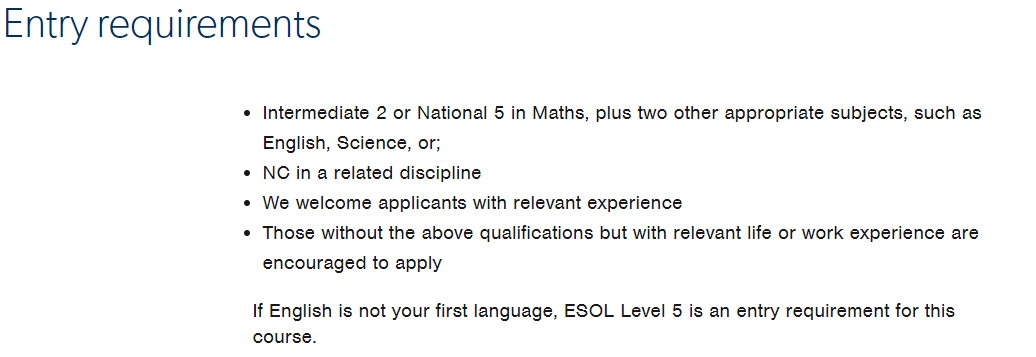 Entry requirements
• Intermediate 2 or National 5 in Maths, plus two other appropriate subjects, such as
English, Science, or;
• NC in a related discipline
• We welcome applicants with relevant experience
• Those without the above qualifications but with relevant life or work experience are
encouraged to apply
If English is not your first language, ESOL Level 5 is an entry requirement for this
course.